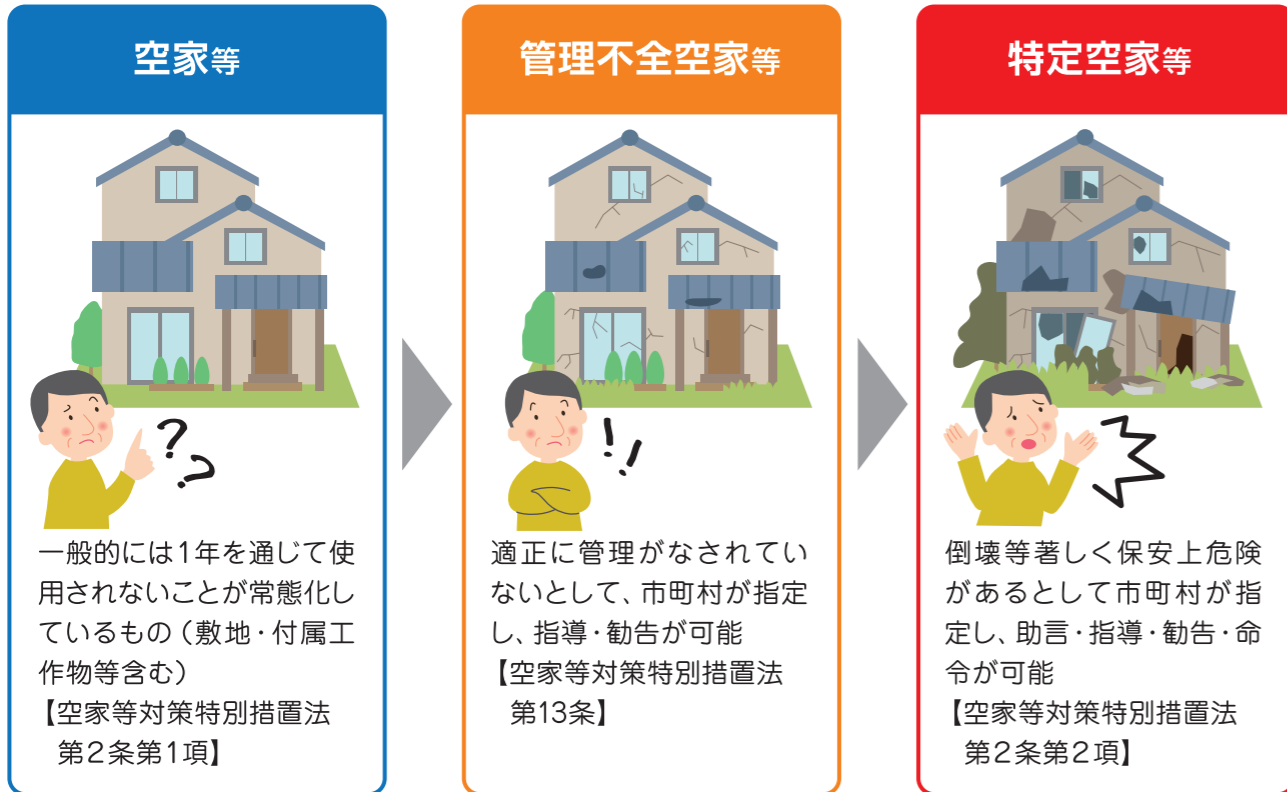 空家等
一般的には1年を通じて使
用されないことが常態化し
ているもの（敷地・付属工
作物等含む）
【空家等対策特別措置法
第2条第1項】
管理不全空家等
適正に管理がなされてい
ないとして、市町村が指定
し、指導・勧告が可能
【空家等対策特別措置法
第13条】
特定空家等
倒壊等著しく保安上危険
があるとして市町村が指
定し、助言・指導・勧告・命
令が可能
【空家等対策特別措置法
第2条第2項】